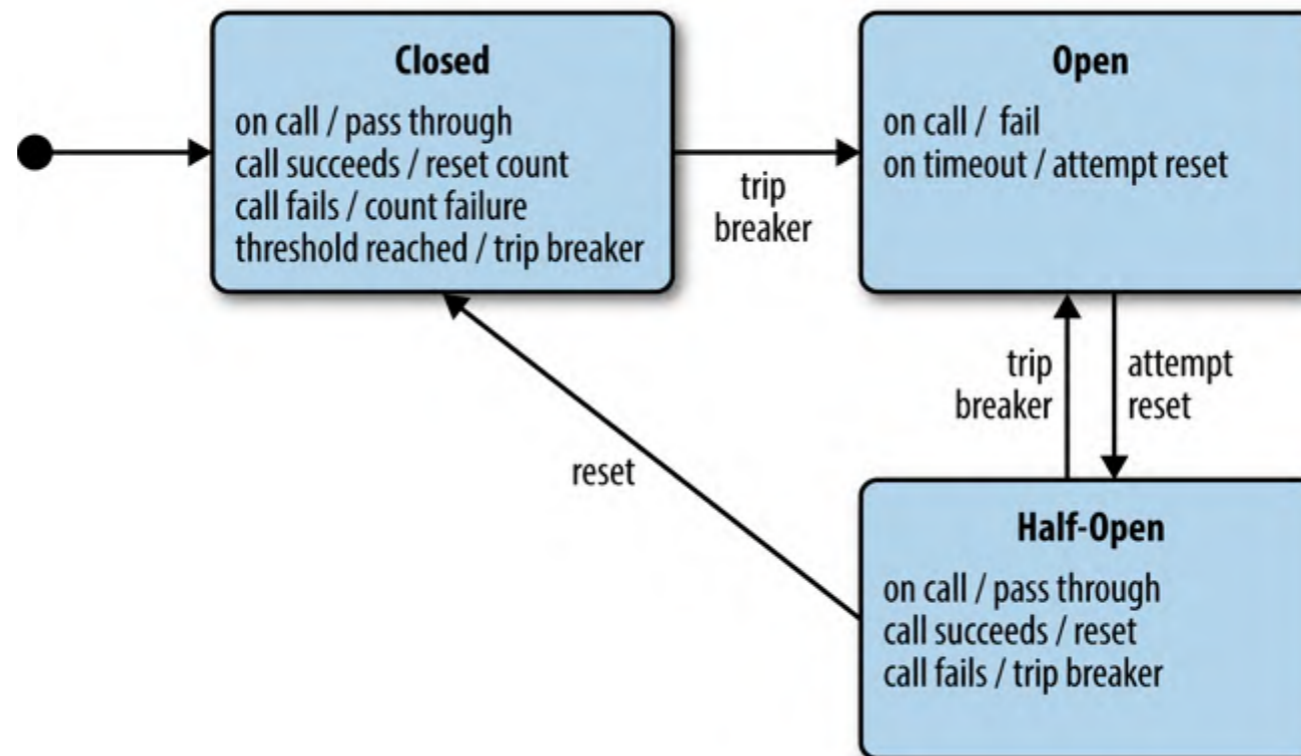 Closed
on call / pass through
call succeeds / reset count
call fails / count failure
threshold reached / trip breaker
trip
breaker
Open
on call / fail
on timeout / attempt reset
trip
breaker
attempt
reset
reset
Half-Open
on call / pass through
call succeeds / reset
call fails / trip breaker